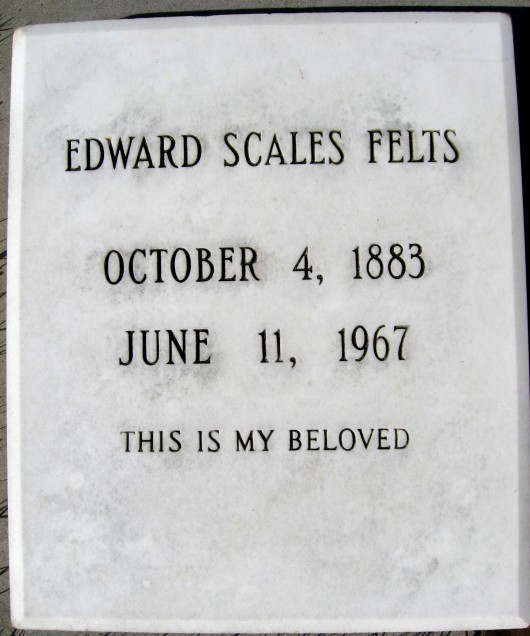 EDWARD SCALES FELTS
OCTOBER 4, 1883
JUNE 11, 1967
THIS IS MY BELOVED